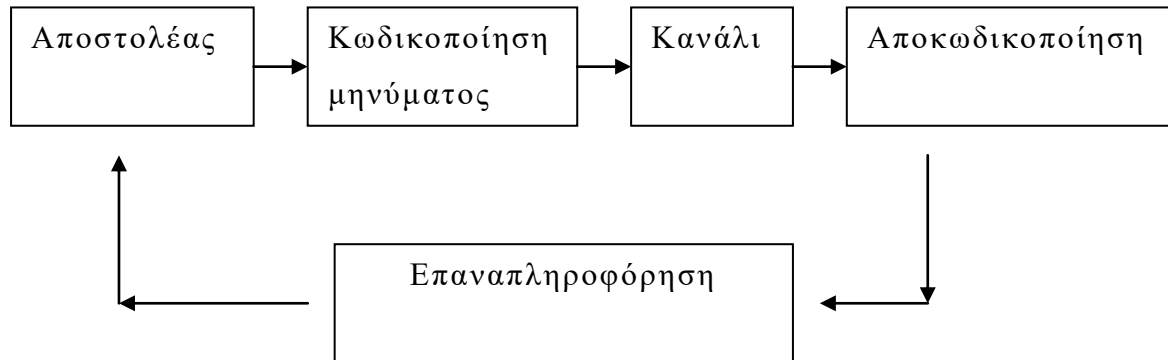 Αποστολέας
Κωδικοποίηση
μηνύματος
Κανάλι
Αποκωδικοποίηση
Επαναπληροφόρηση